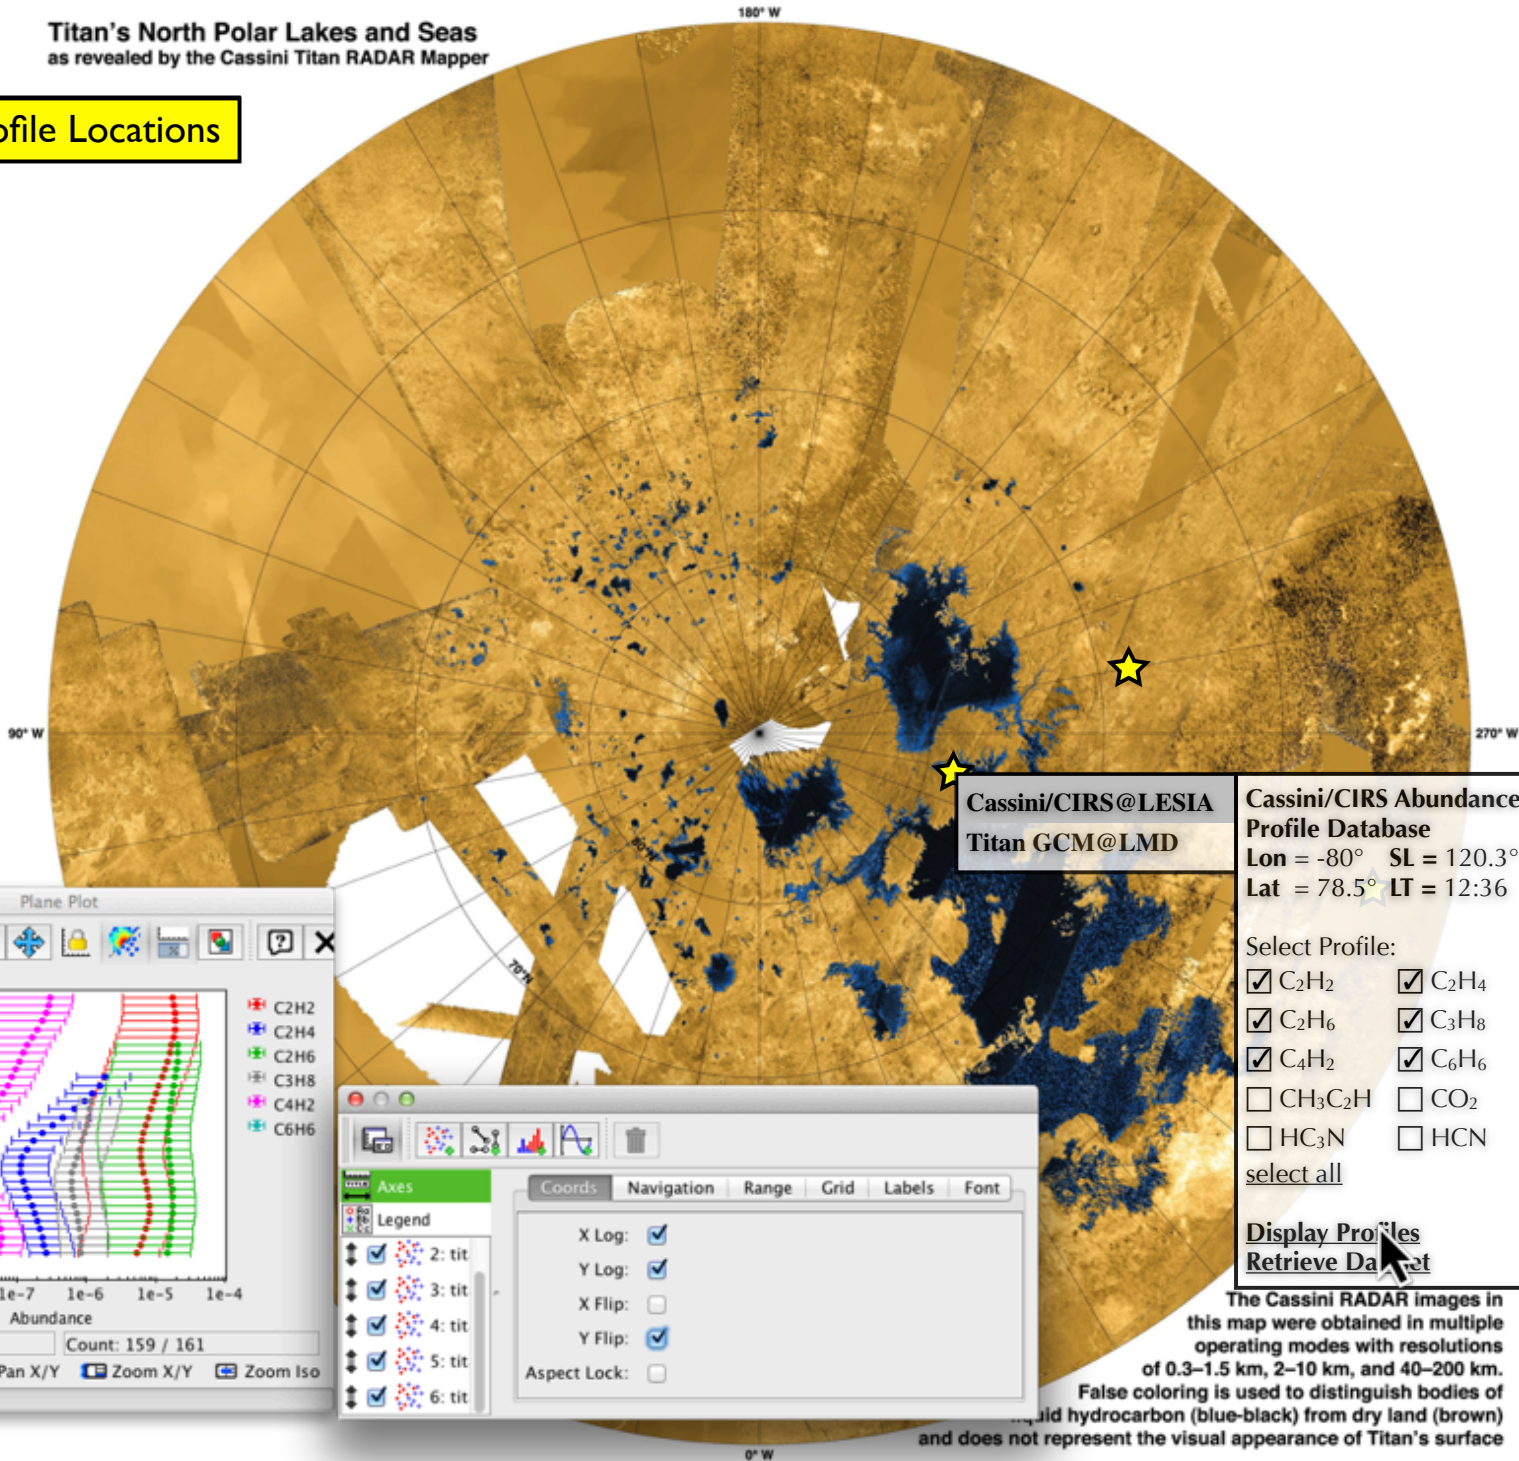 180° W
Titan's North Polar Lakes and Seas
as revealed by the Cassini Titan RADAR Mapper
ofile Locations
90° W
270° W
80°N
70°N
Cassini/CIRS@LESIA
Titan GCM@LMD
Cassini/CIRS Abundance
Profile Database
Lon = -80° SL = 120.3°
Lat = 78.5° LT = 12:36
Select Profile:
C₂H₂ C₂H₄
C₂H₆ C₃H₈
C₄H₂ C₆H₆
CH₃C₂H CO₂
HC₃N HCN
select all
Display Profiles
Retrieve
Plane Plot
C2H2
C2H4
C2H6
C3H8
C4H2
C6H6
1e-7 1e-6 1e-5 1e-4
Abundance
Count: 159 / 161
Pan X/Y Zoom X/Y Zoom Iso
Axes
Legend
2: tit
3: tit
4: tit
5: tit
6: tit
Coords Navigation Range Grid Labels Font
X Log:
Y Log:
X Flip:
Y Flip:
Aspect Lock:
The Cassini RADAR images in
this map were obtained in multiple
operating modes with resolutions
of 0.3–1.5 km, 2–10 km, and 40–200 km.
False coloring is used to distinguish bodies of
liquid hydrocarbon (blue-black) from dry land (brown)
and does not represent the visual appearance of Titan's surface
0° W